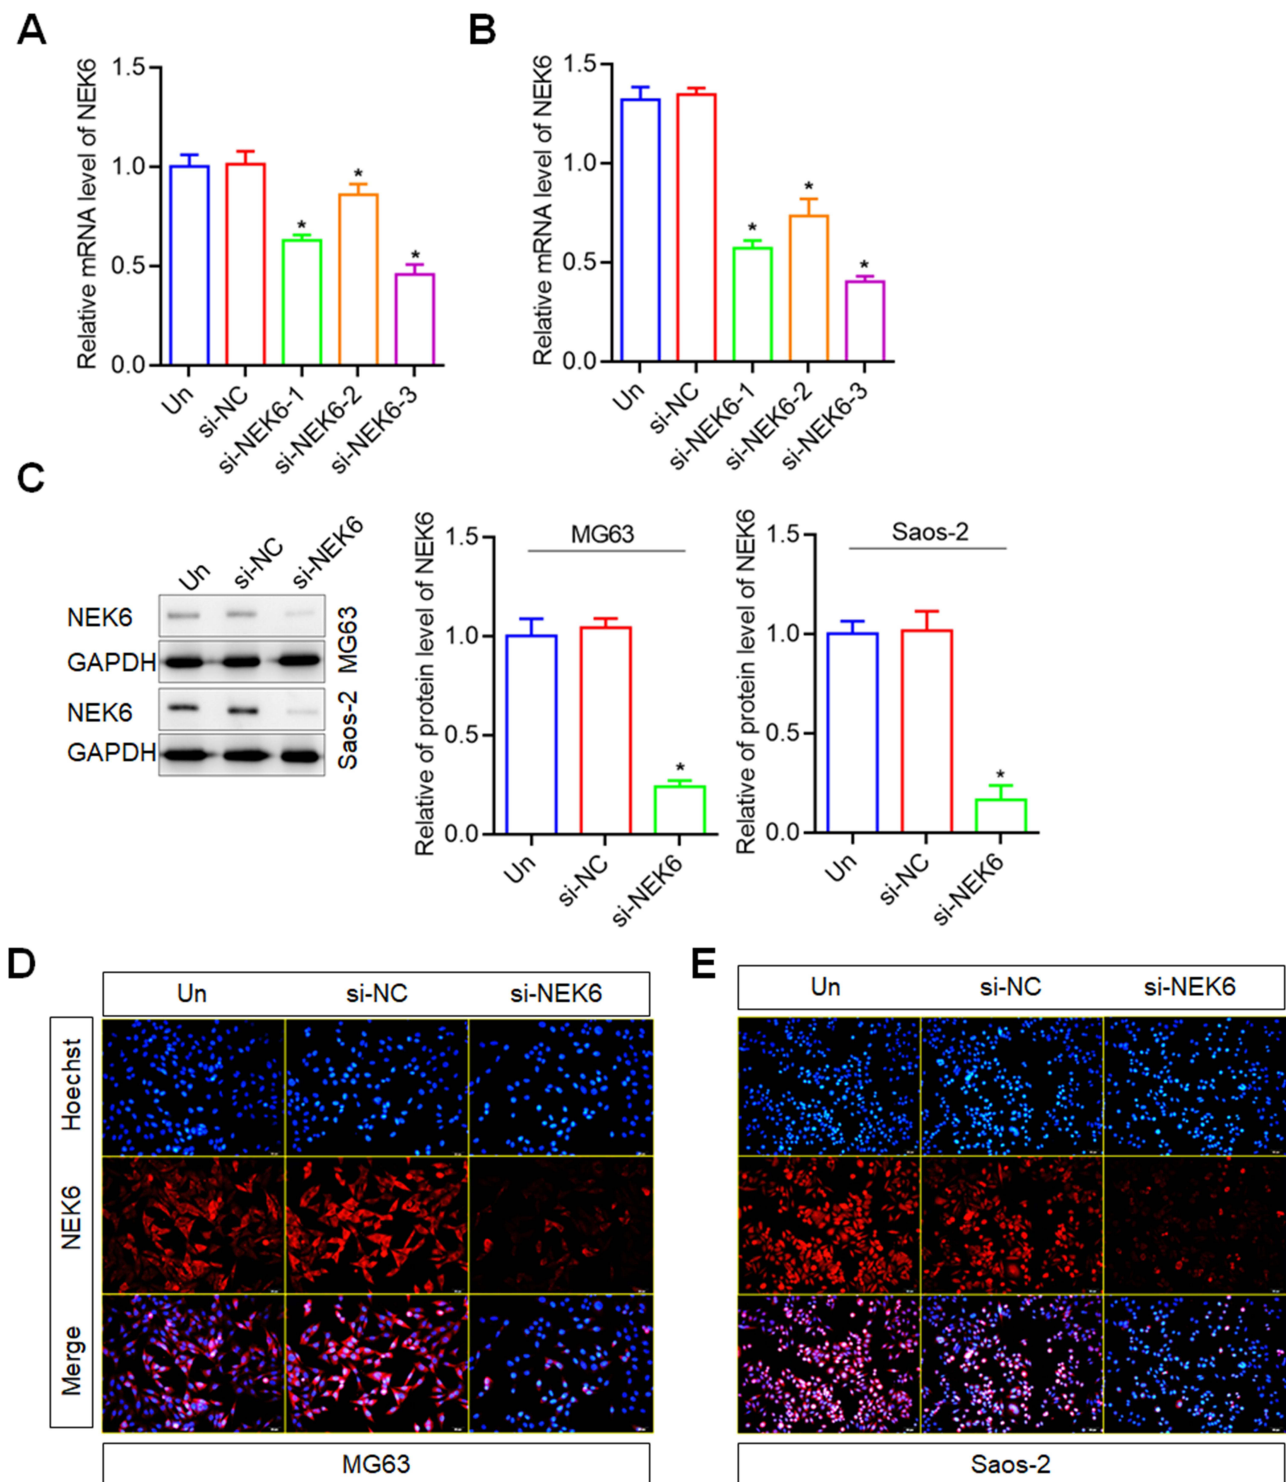 A
Relative mRNA level of NEK6
1.5
1.0
0.5
0.0
*
*
*
Un
si-NC
si-NEK6-1
si-NEK6-2
si-NEK6-3
B
Relative mRNA level of NEK6
1.5
1.0
0.5
0.0
*
*
*
Un
si-NC
si-NEK6-1
si-NEK6-2
si-NEK6-3
C
Un
si-NC
si-NEK6
NEK6
GAPDH
MG63
NEK6
GAPDH
Saos-2
Relative of protein level of NEK6
1.5
1.0
0.5
0.0
MG63
*
Un
si-NC
si-NEK6
Relative of protein level of NEK6
1.5
1.0
0.5
0.0
Saos-2
*
Un
si-NC
si-NEK6
D
Un
si-NC
si-NEK6
Hoechst
NEK6
Merge
MG63
E
Un
si-NC
si-NEK6
Saos-2